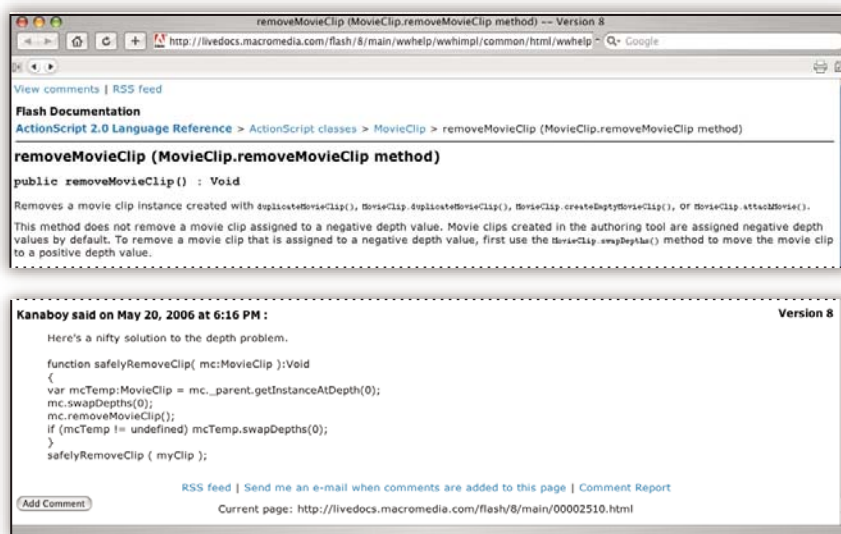 removeMovieClip (MovieClip.removeMovieClip method) -- Version 8
http://livedocs.macromedia.com/flash/8/main/wwhelp/wwhimpl/common/html/wwhelp
Google
View comments | RSS feed
Flash Documentation
ActionScript 2.0 Language Reference > ActionScript classes > MovieClip > removeMovieClip (MovieClip.removeMovieClip method)
removeMovieClip (MovieClip.removeMovieClip method)
public removeMovieClip() : Void
Removes a movie clip instance created with duplicateMovieClip(), MovieClip.duplicateMovieClip(), MovieClip.createEmptyMovieClip(), or MovieClip.attachMovie().
This method does not remove a movie clip assigned to a negative depth value. Movie clips created in the authoring tool are assigned negative depth
values by default. To remove a movie clip that is assigned to a negative depth value, first use the MovieClip.swapDepths() method to move the movie clip
to a positive depth value.
Kanaboy said on May 20, 2006 at 6:16 PM :
Version 8
Here's a nifty solution to the depth problem.
function safelyRemoveClip( mc:MovieClip ):Void
{
var mcTemp:MovieClip = mc._parent.getInstanceAtDepth(0);
mc.swapDepths(0);
mc.removeMovieClip();
if (mcTemp != undefined) mcTemp.swapDepths(0);
}
safelyRemoveClip ( myClip );
RSS feed | Send me an e-mail when comments are added to this page | Comment Report
Add Comment
Current page: http://livedocs.macromedia.com/flash/8/main/00002510.html